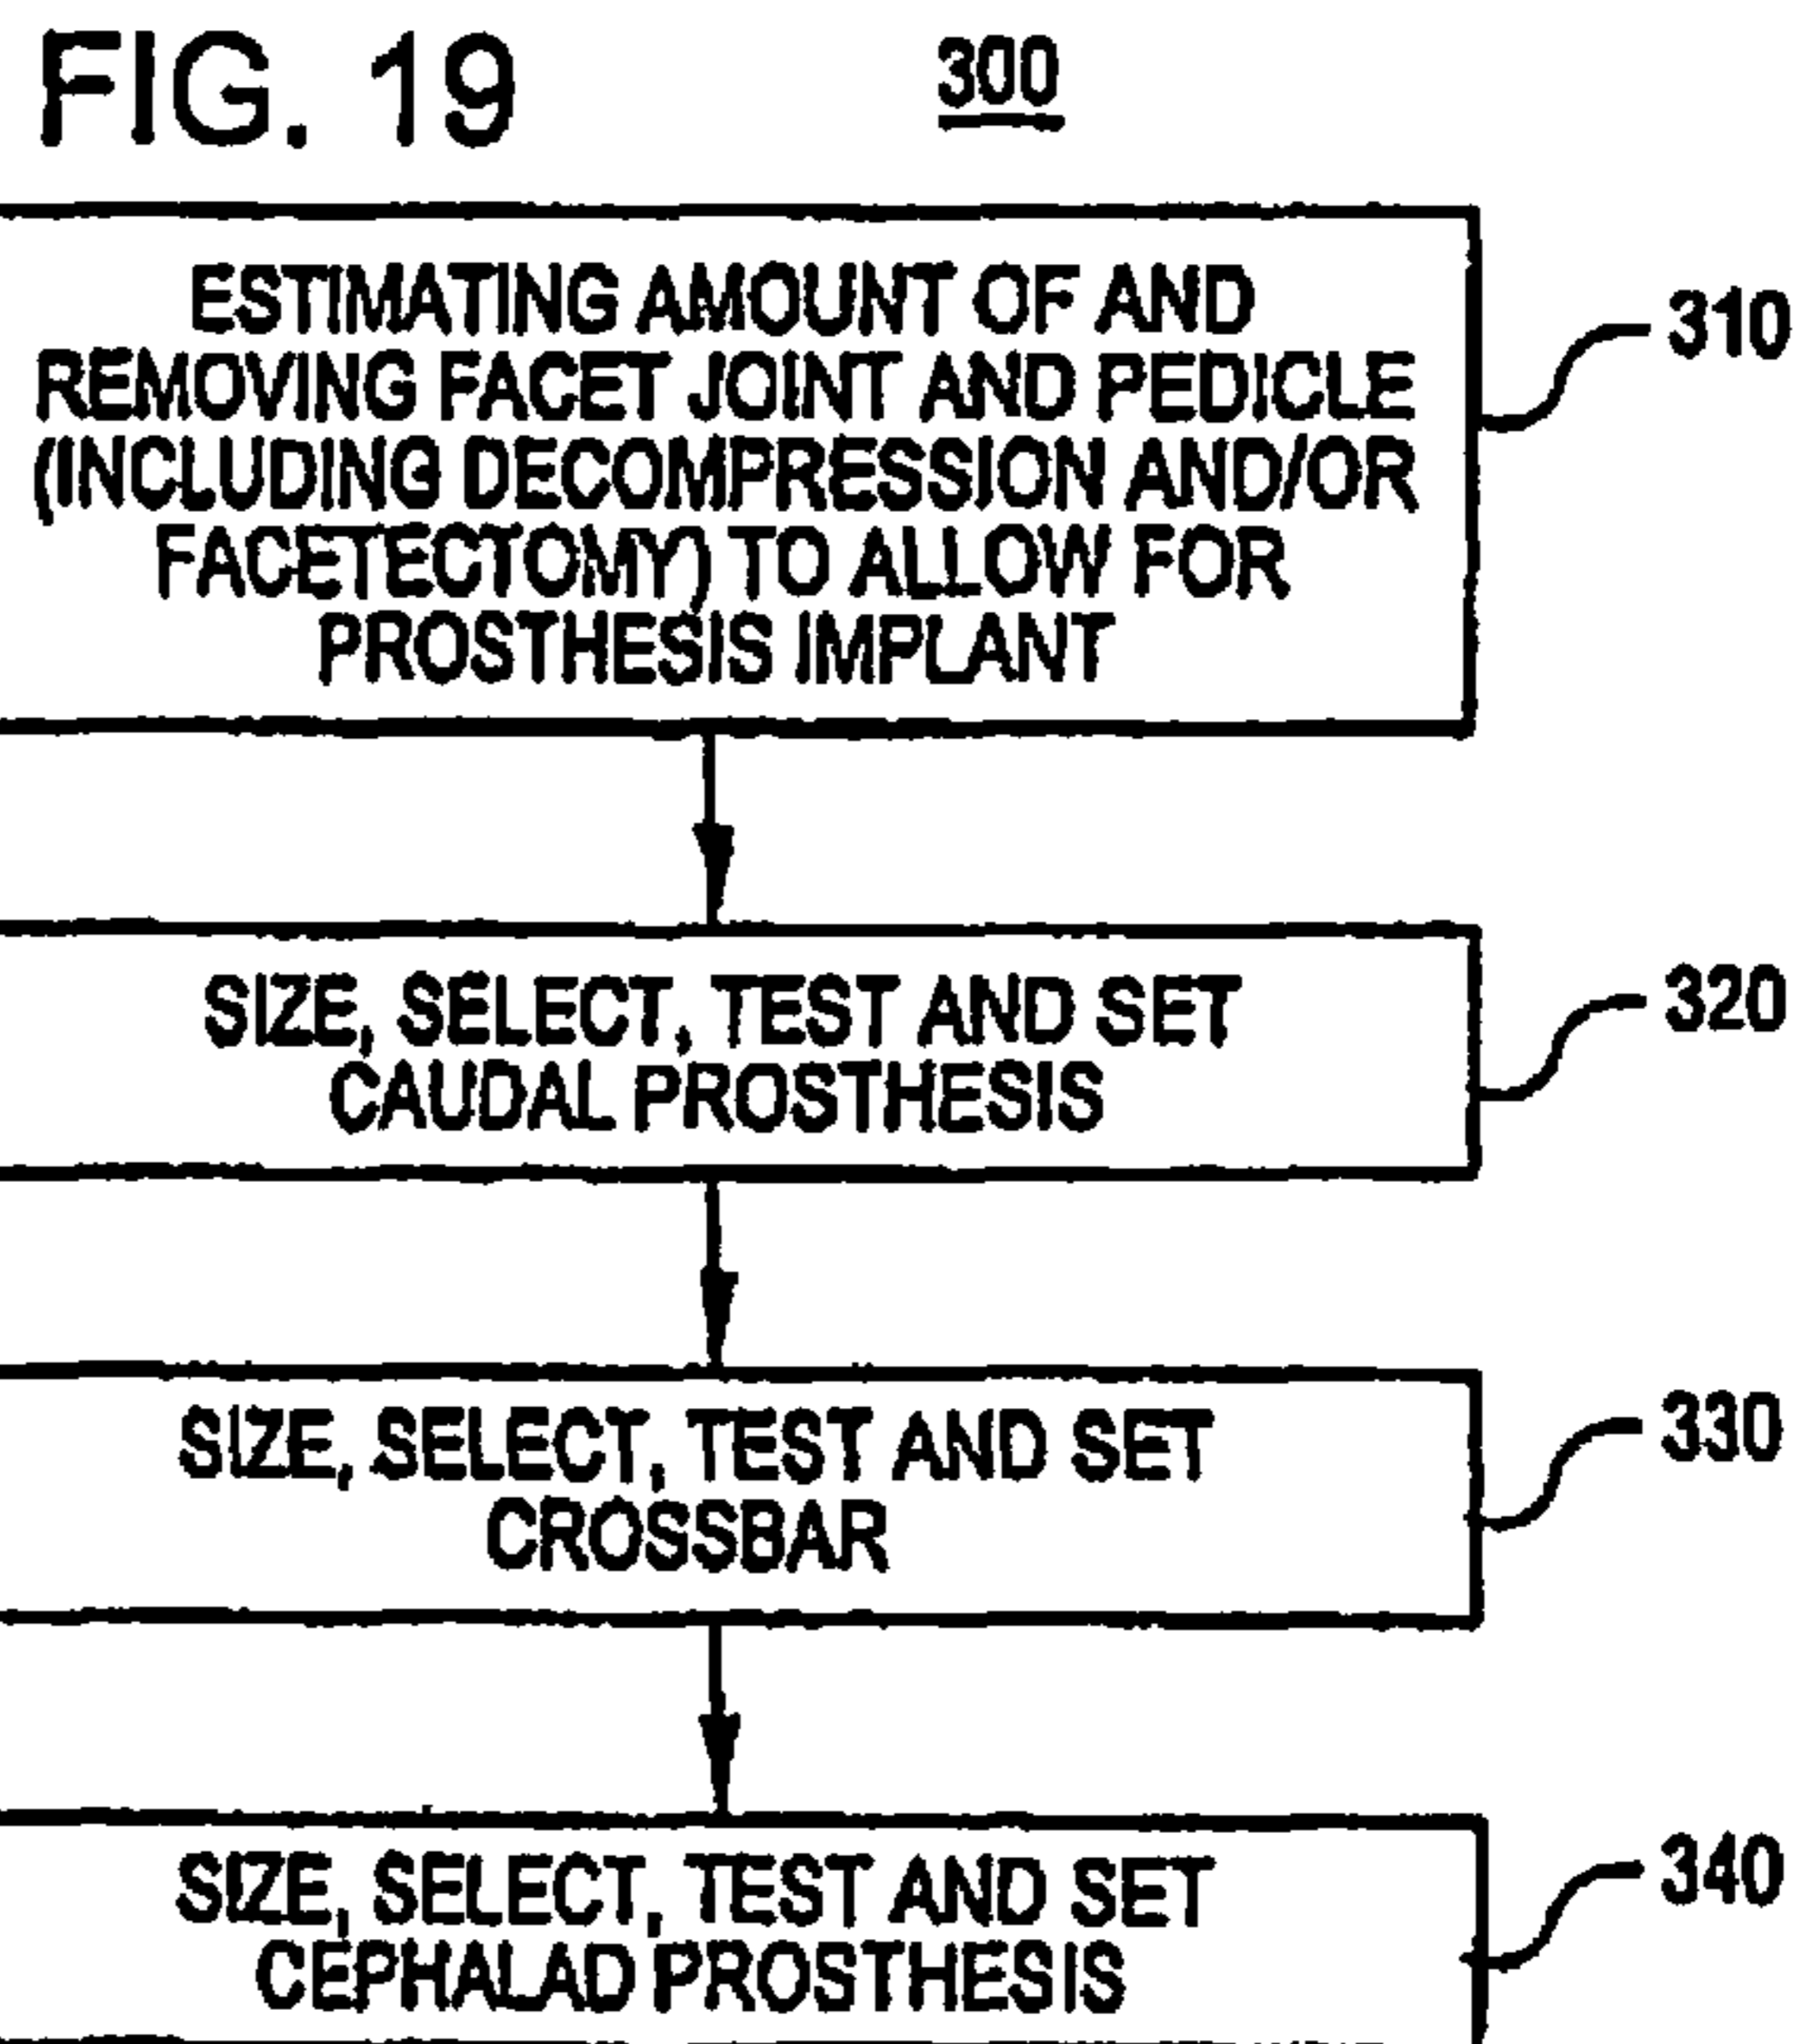 FIG. 19
300
ESTIMATING AMOUNT OF AND
REMOVING FACET JOINT AND PEDICLE
(INCLUDING DECOMPRESSION AND/OR
FACETECTOMY) TO ALLOW FOR
PROSTHESIS IMPLANT
310
SIZE, SELECT, TEST AND SET
CAUDAL PROSTHESIS
320
SIZE, SELECT, TEST AND SET
CROSSBAR
330
SIZE, SELECT, TEST AND SET
CEPHALAD PROSTHESIS
340